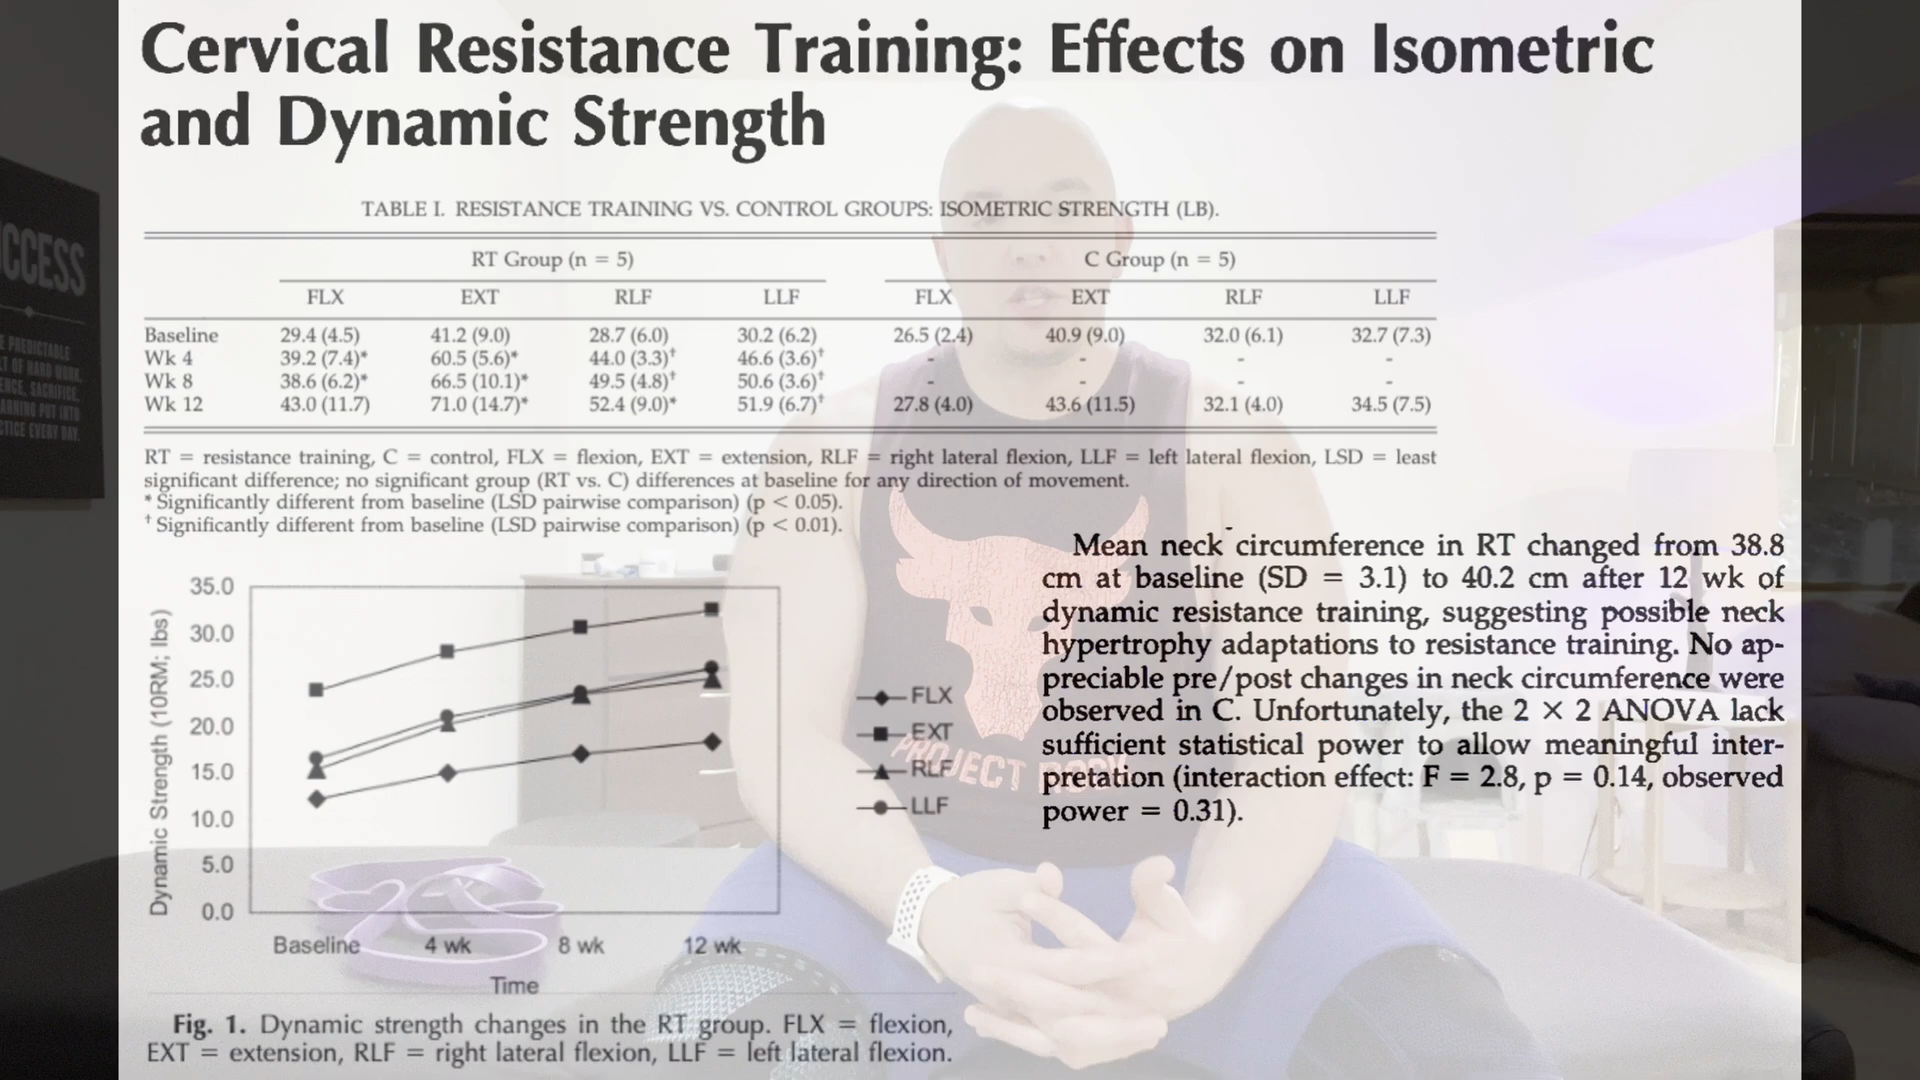 Cervical Resistance Training: Effects on Isometric
and Dynamic Strength
TABLE I. RESISTANCE TRAINING VS. CONTROL GROUPS: ISOMETRIC STRENGTH (LB).
RT Group (n = 5) C Group (n = 5)
FLX EXT RLF LLF FLX EXT RLF LLF
Baseline 29.4 (4.5) 41.2 (9.0) 28.7 (6.0) 30.2 (6.2) 26.5 (2.4) 40.9 (9.0) 32.0 (6.1) 32.7 (7.3)
Wk 4 39.2 (7.4)* 60.5 (5.6)* 44.0 (3.3)† 46.6 (3.6)† - - - -
Wk 8 38.6 (6.2)* 66.5 (10.1)* 49.5 (4.8)† 50.6 (3.6)† - - - -
Wk 12 43.0 (11.7) 71.0 (14.7)* 52.4 (9.0)* 51.9 (6.7)† 27.8 (4.0) 43.6 (11.5) 32.1 (4.0) 34.5 (7.5)
RT = resistance training, C = control, FLX = flexion, EXT = extension, RLF = right lateral flexion, LLF = left lateral flexion, LSD = least
significant difference; no significant group (RT vs. C) differences at baseline for any direction of movement.
* Significantly different from baseline (LSD pairwise comparison) (p < 0.05).
† Significantly different from baseline (LSD pairwise comparison) (p < 0.01).
Mean neck circumference in RT changed from 38.8
cm at baseline (SD = 3.1) to 40.2 cm after 12 wk of
dynamic resistance training, suggesting possible neck
hypertrophy adaptations to resistance training. No ap-
preciable pre/post changes in neck circumference were
observed in C. Unfortunately, the 2 × 2 ANOVA lack
sufficient statistical power to allow meaningful inter-
pretation (interaction effect: F = 2.8, p = 0.14, observed
power = 0.31).
Dynamic Strength (10RM; lbs)
35.0
30.0
25.0
20.0
15.0
10.0
5.0
0.0
Baseline 4 wk 8 wk 12 wk
Time
FLX
EXT
RLF
LLF
Fig. 1. Dynamic strength changes in the RT group. FLX = flexion,
EXT = extension, RLF = right lateral flexion, LLF = left lateral flexion.
PROJECT ROCK
CCESS
E PREDICTABLE
T OF HARD WORK,
ENCE, SACRIFICE,
ARNING PUT INTO
CTICE EVERY DAY.